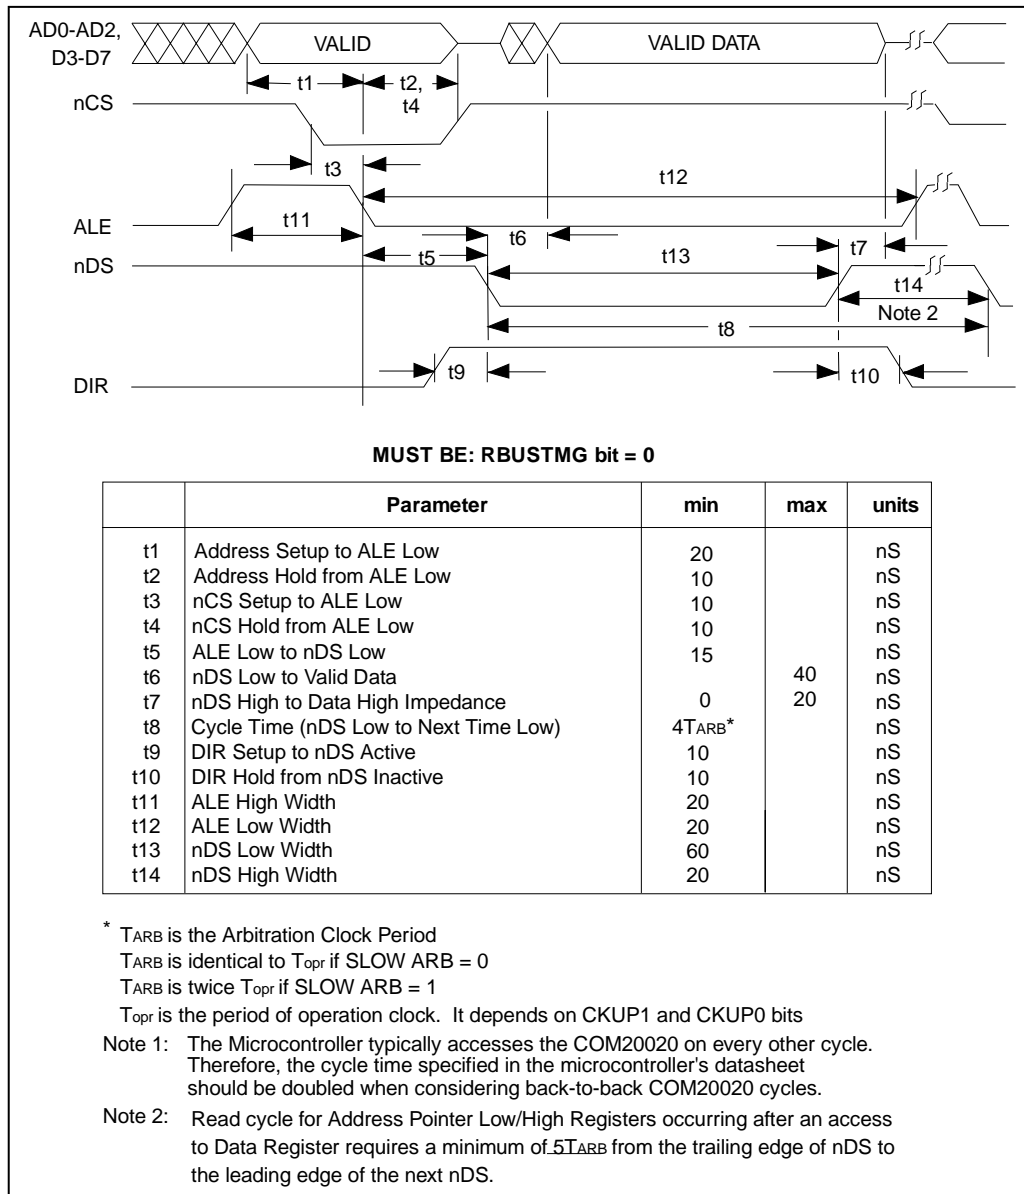 AD0-AD2,
D3-D7
VALID
VALID DATA
t1
t2,
t4
nCS
t3
t12
ALE
t11
t6
t7
nDS
t5
t13
t14
Note 2
t8
DIR
t9
t10
MUST BE: RBUSTMG bit = 0
Parameter min max units
t1 Address Setup to ALE Low 20 nS
t2 Address Hold from ALE Low 10 nS
t3 nCS Setup to ALE Low 10 nS
t4 nCS Hold from ALE Low 10 nS
t5 ALE Low to nDS Low 15 nS
t6 nDS Low to Valid Data 40 nS
t7 nDS High to Data High Impedance 0 20 nS
t8 Cycle Time (nDS Low to Next Time Low) 4TARB* nS
t9 DIR Setup to nDS Active 10 nS
t10 DIR Hold from nDS Inactive 10 nS
t11 ALE High Width 20 nS
t12 ALE Low Width 20 nS
t13 nDS Low Width 60 nS
t14 nDS High Width 20 nS
* TARB is the Arbitration Clock Period
TARB is identical to Topr if SLOW ARB = 0
TARB is twice Topr if SLOW ARB = 1
Topr is the period of operation clock. It depends on CKUP1 and CKUP0 bits
Note 1: The Microcontroller typically accesses the COM20020 on every other cycle.
Therefore, the cycle time specified in the microcontroller's datasheet
should be doubled when considering back-to-back COM20020 cycles.
Note 2: Read cycle for Address Pointer Low/High Registers occurring after an access
to Data Register requires a minimum of 5TARB from the trailing edge of nDS to
the leading edge of the next nDS.